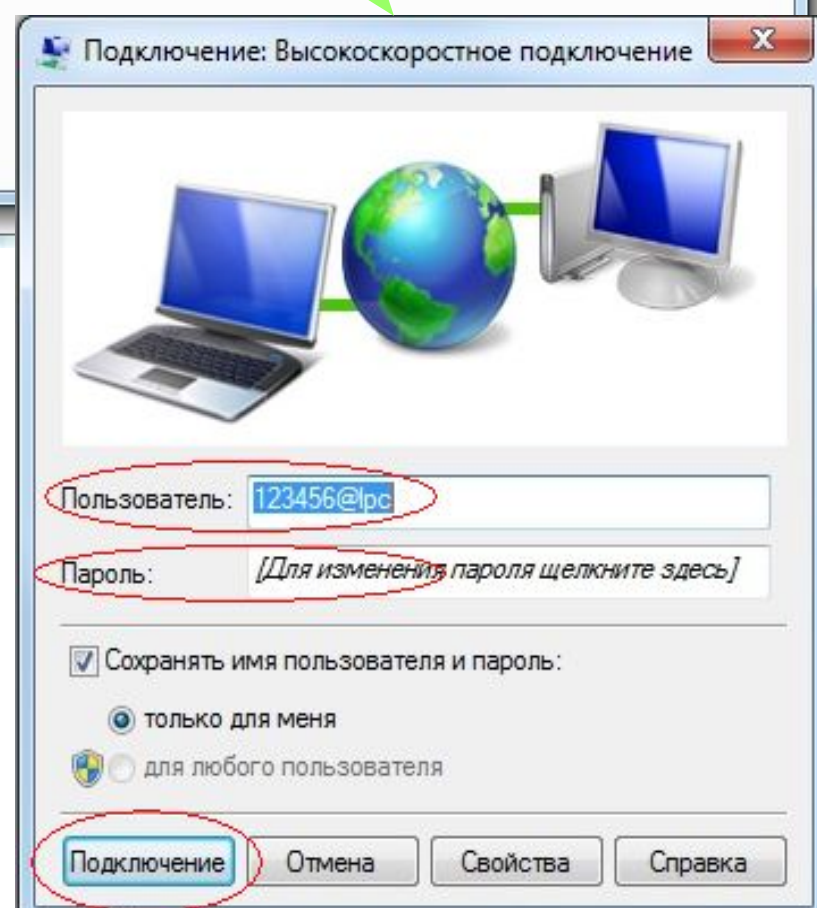 Подключение: Высокоскоростное подключение
Пользователь: 123456@lpc
Пароль: [Для изменения пароля щелкните здесь]
Сохранять имя пользователя и пароль:
только для меня
для любого пользователя
Подключение Отмена Свойства Справка